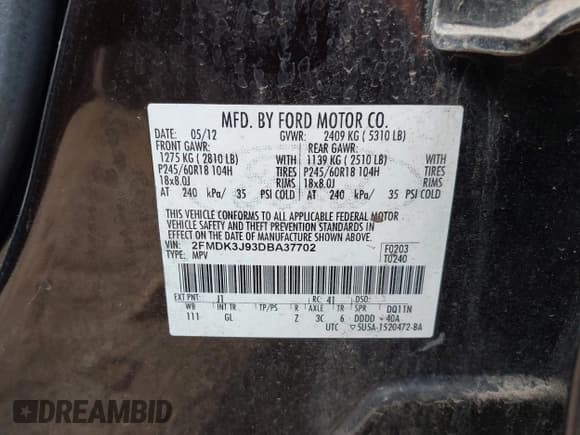 MFD. BY FORD MOTOR CO.
DATE: 05/12 GVWR: 2409 KG ( 5310 LB)
FRONT GAWR: REAR GAWR:
1275 KG ( 2810 LB) WITH 1139 KG ( 2510 LB) WITH
P245/60R18 104H TIRES P245/60R18 104H TIRES
18x8.0J RIMS 18x8.0J RIMS
AT 240 kPa/ 35 PSI COLD AT 240 kPa/ 35 PSI COLD
THIS VEHICLE CONFORMS TO ALL APPLICABLE FEDERAL MOTOR
VEHICLE SAFETY AND THEFT PREVENTION STANDARDS IN
EFFECT ON THE DATE OF MANUFACTURE SHOWN ABOVE.
VIN: 2FMDK3J93DBA37702 F0203
TYPE: MPV T0240
EXT PNT: J1 RC: 41 DSO:
WB INT TR TP/PS R AXLE TR SPR DQ11N
111 GL Z 3C 6 DDDD 40A
UTC ▽5U5A-1520472-BA
DREAMBID